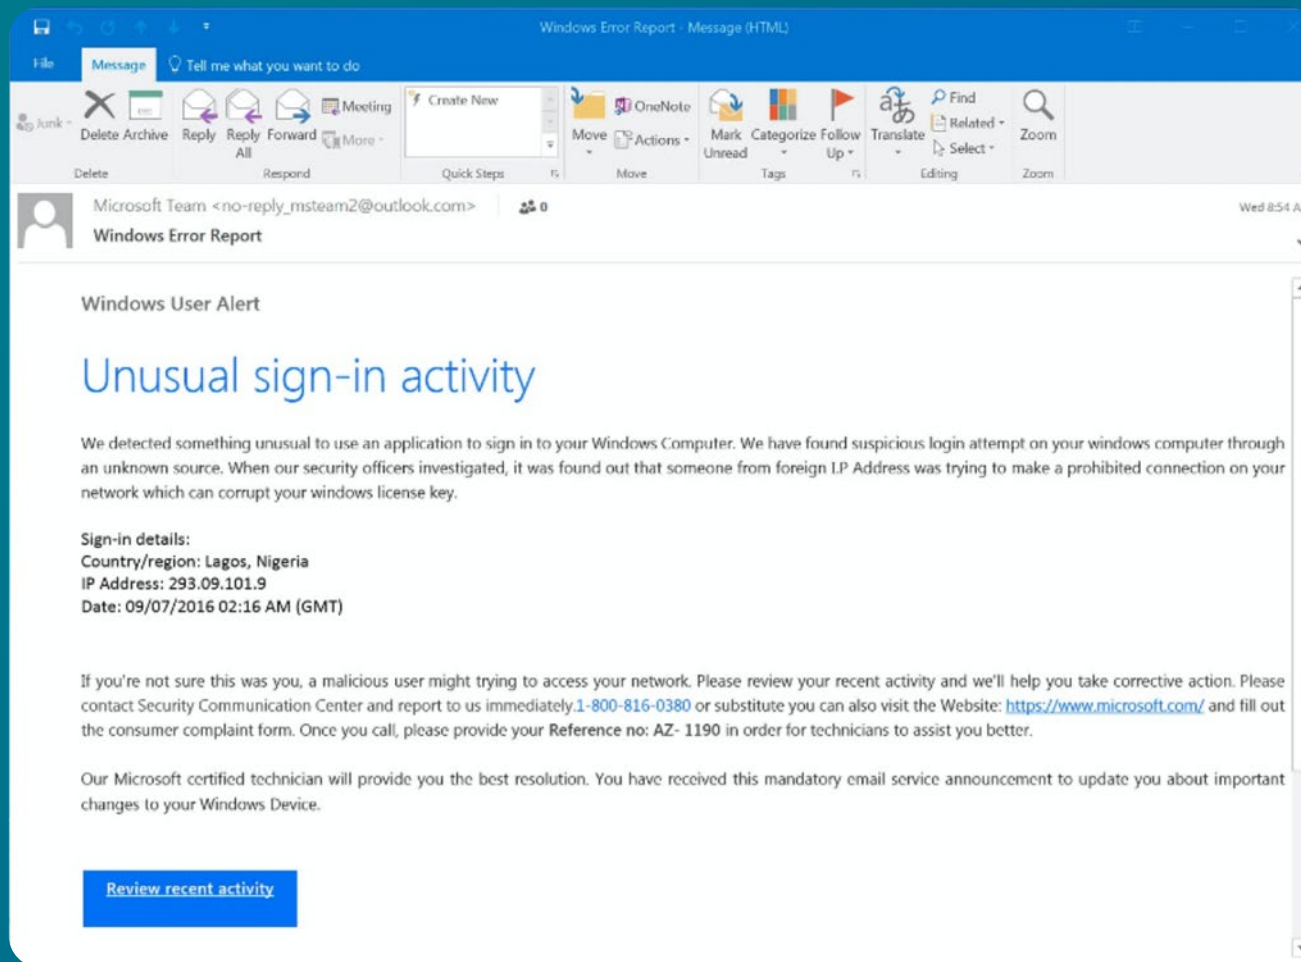 Windows Error Report - Message (HTML)
File
Message
Tell me what you want to do
Junk
Delete
Archive
Reply
Reply All
Forward
Meeting
More
Create New
Move
OneNote
Actions
Mark Unread
Categorize
Follow Up
Translate
Find
Related
Select
Zoom
Delete
Respond
Quick Steps
Move
Tags
Editing
Zoom
Microsoft Team <no-reply_msteam2@outlook.com>
0
Wed 8:54 A
Windows Error Report
Windows User Alert
Unusual sign-in activity
We detected something unusual to use an application to sign in to your Windows Computer. We have found suspicious login attempt on your windows computer through
an unknown source. When our security officers investigated, it was found out that someone from foreign I.P Address was trying to make a prohibited connection on your
network which can corrupt your windows license key.
Sign-in details:
Country/region: Lagos, Nigeria
IP Address: 293.09.101.9
Date: 09/07/2016 02:16 AM (GMT)
If you're not sure this was you, a malicious user might trying to access your network. Please review your recent activity and we'll help you take corrective action. Please
contact Security Communication Center and report to us immediately.1-800-816-0380 or substitute you can also visit the Website: https://www.microsoft.com/ and fill out
the consumer complaint form. Once you call, please provide your Reference no: AZ- 1190 in order for technicians to assist you better.
Our Microsoft certified technician will provide you the best resolution. You have received this mandatory email service announcement to update you about important
changes to your Windows Device.
Review recent activity